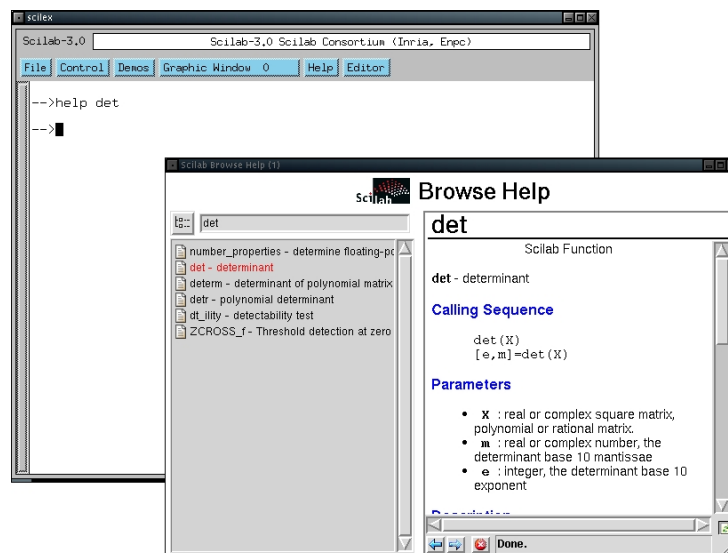 scilex
Scilab-3.0 Scilab-3.0 Scilab Consortium (Inria, Enpc)
File Control Demos Graphic Window 0 Help Editor
-->help det
-->
Scilab Browse Help (1)
Scilab Browse Help
det
number_properties - determine floating-po
det - determinant
determ - determinant of polynomial matrix
detr - polynomial determinant
dt_ility - detectability test
ZCROSS_f - Threshold detection at zero
det
Scilab Function
det - determinant
Calling Sequence
det(X)
[e,m]=det(X)
Parameters
• X : real or complex square matrix,
polynomial or rational matrix.
• m : real or complex number, the
determinant base 10 mantissae
• e : integer, the determinant base 10
exponent
Done.